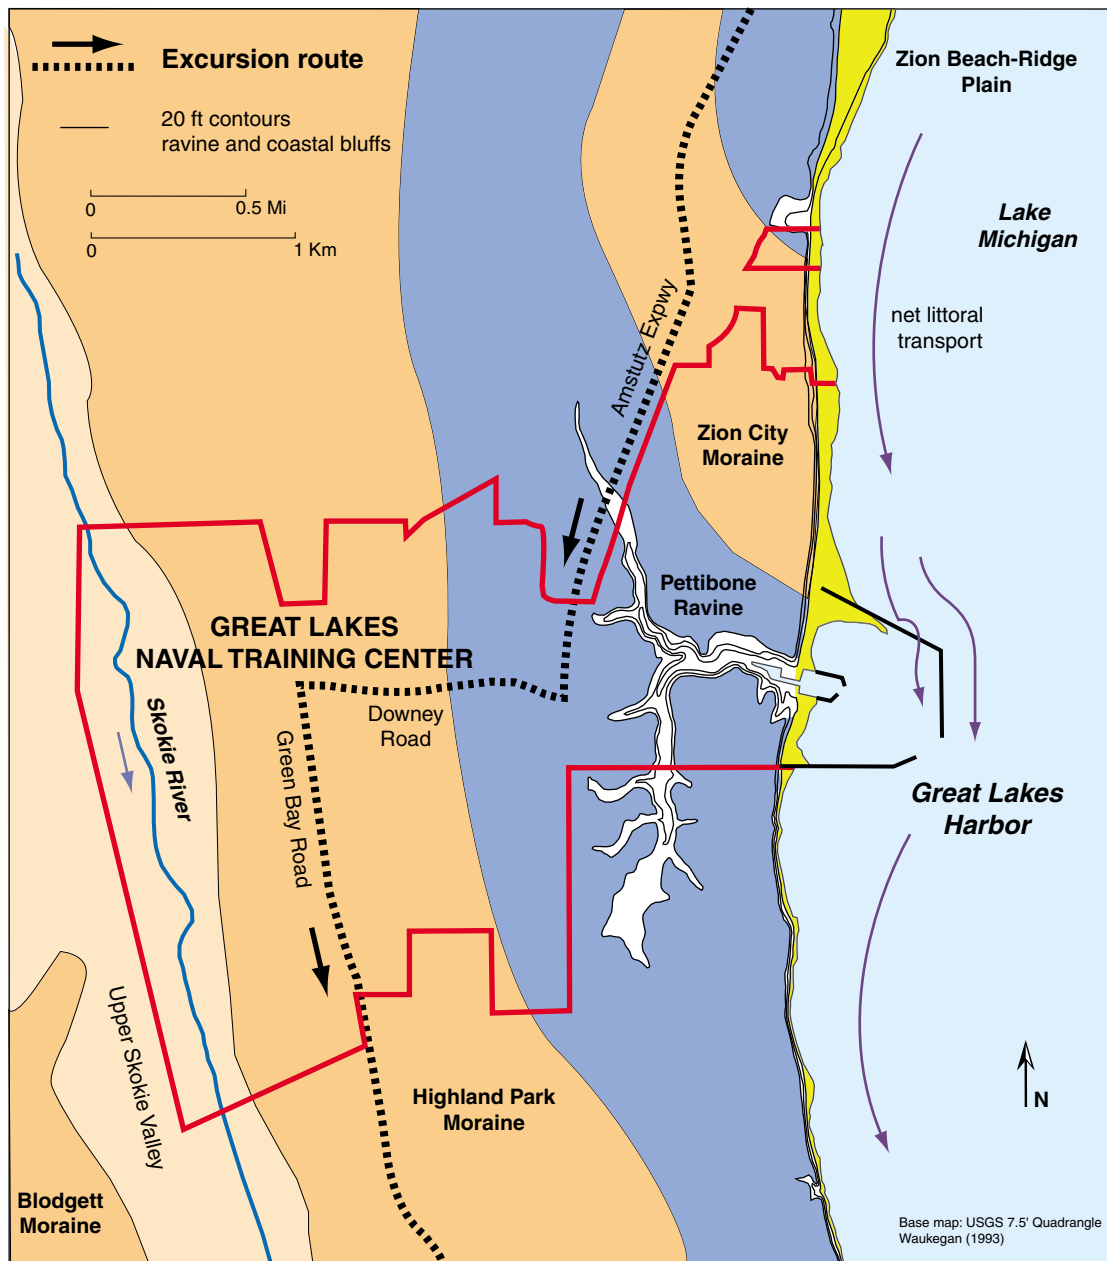 Excursion route
20 ft contours
ravine and coastal bluffs
0 0.5 Mi
0 1 Km
Zion Beach-Ridge
Plain
Lake
Michigan
net littoral
transport
Amstutz Expwy
Zion City
Moraine
Pettibone
Ravine
GREAT LAKES
NAVAL TRAINING CENTER
Downey
Road
Skokie River
Green Bay Road
Great Lakes
Harbor
Upper Skokie Valley
Highland Park
Moraine
N
Blodgett
Moraine
Base map: USGS 7.5' Quadrangle
Waukegan (1993)